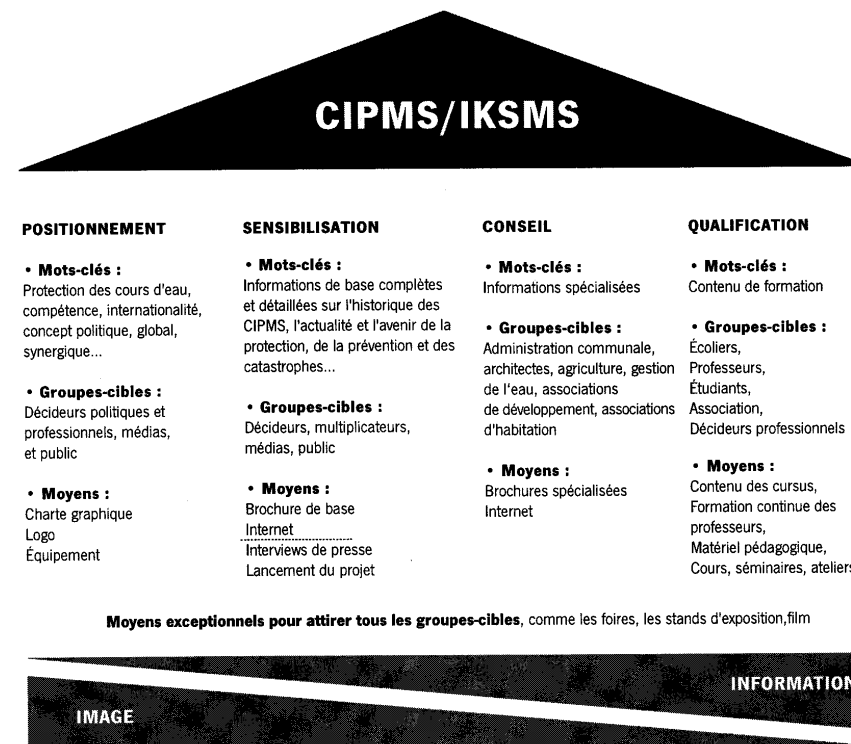 CIPMS/IKSMS
POSITIONNEMENT
• Mots-clés :
Protection des cours d'eau,
compétence, internationalité,
concept politique, global,
synergique...
• Groupes-cibles :
Décideurs politiques et
professionnels, médias,
et public
• Moyens :
Charte graphique
Logo
Équipement
SENSIBILISATION
• Mots-clés :
Informations de base complètes
et détaillées sur l'historique des
CIPMS, l'actualité et l'avenir de la
protection, de la prévention et des
catastrophes...
• Groupes-cibles :
Décideurs, multiplicateurs,
médias, public
• Moyens :
Brochure de base
Internet
Interviews de presse
Lancement du projet
CONSEIL
• Mots-clés :
Informations spécialisées
• Groupes-cibles :
Administration communale,
architectes, agriculture, gestion
de l'eau, associations
de développement, associations
d'habitation
• Moyens :
Brochures spécialisées
Internet
QUALIFICATION
• Mots-clés :
Contenu de formation
• Groupes-cibles :
Écoliers,
Professeurs,
Étudiants,
Association,
Décideurs professionnels
• Moyens :
Contenu des cursus,
Formation continue des
professeurs,
Matériel pédagogique,
Cours, séminaires, ateliers
Moyens exceptionnels pour attirer tous les groupes-cibles, comme les foires, les stands d'exposition,film
INFORMATION
IMAGE